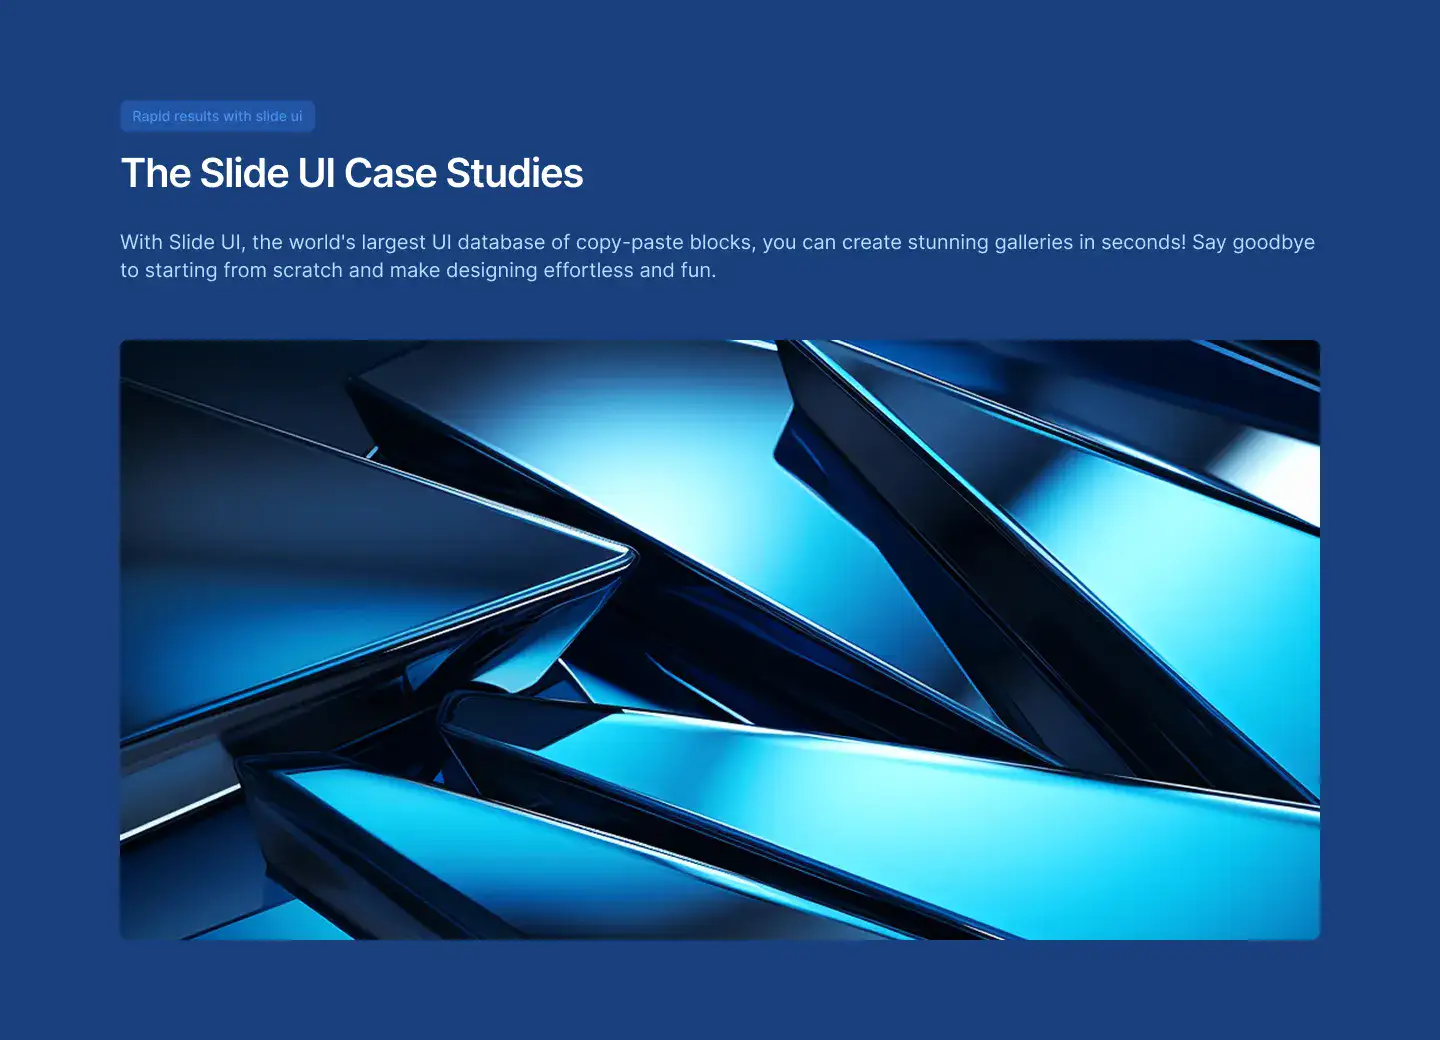 Rapid results with slide ui
The Slide UI Case Studies
With Slide UI, the world's largest UI database of copy-paste blocks, you can create stunning galleries in seconds! Say goodbye
to starting from scratch and make designing effortless and fun.